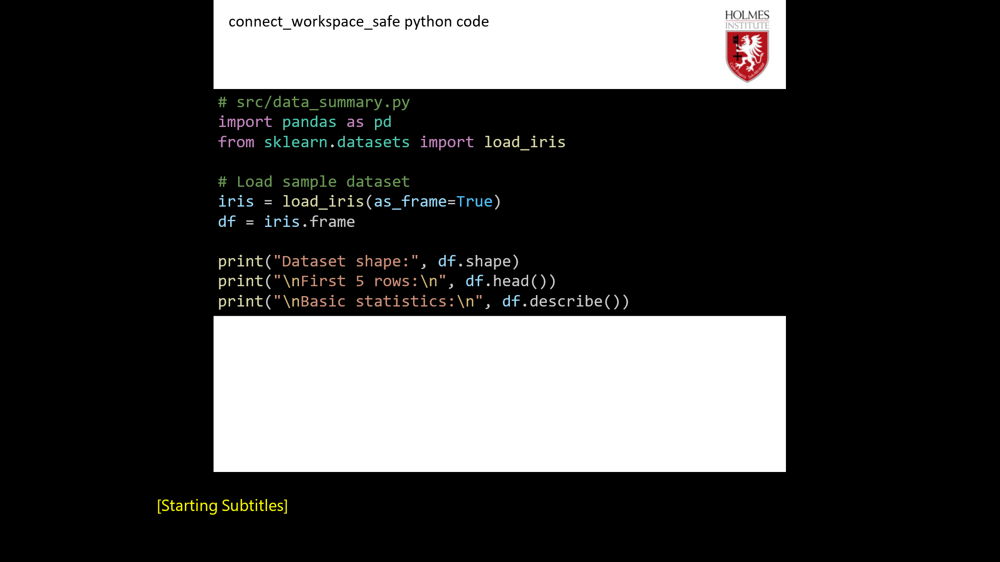 connect_workspace_safe python code
HOLMES
INSTITUTE
# src/data_summary.py
import pandas as pd
from sklearn.datasets import load_iris
# Load sample dataset
iris = load_iris(as_frame=True)
df = iris.frame
print("Dataset shape:", df.shape)
print("\nFirst 5 rows:\n", df.head())
print("\nBasic statistics:\n", df.describe())
[Starting Subtitles]